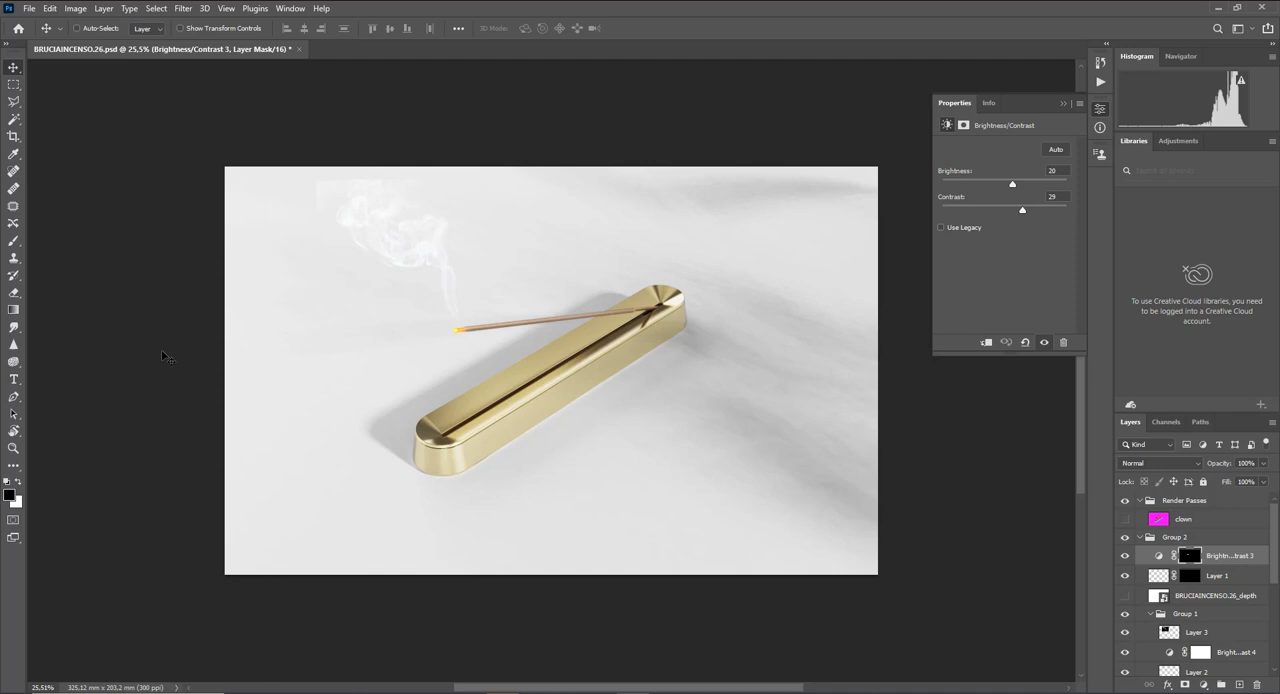 Ps File Edit Image Layer Type Select Filter 3D View Plugins Window Help
Auto-Select: Layer Show Transform Controls 3D Mode:
BRUCIAINCENSO.26.psd @ 25,5% (Brightness/Contrast 3, Layer Mask/16) *
Histogram Navigator
Properties Info
Brightness/Contrast
Auto
Brightness: 20
Contrast: 29
Use Legacy
Libraries Adjustments
To use Creative Cloud libraries, you need
to be logged into a Creative Cloud
account.
Layers Channels Paths
Kind
Normal Opacity: 100%
Lock: Fill: 100%
Render Passes
clown
Group 2
Brightn...trast 3
Layer 1
BRUCIAINCENSO.26_depth
Group 1
Layer 3
Bright...ast 4
Layer 2
25,51% 325,12 mm x 203,2 mm (300 ppi)